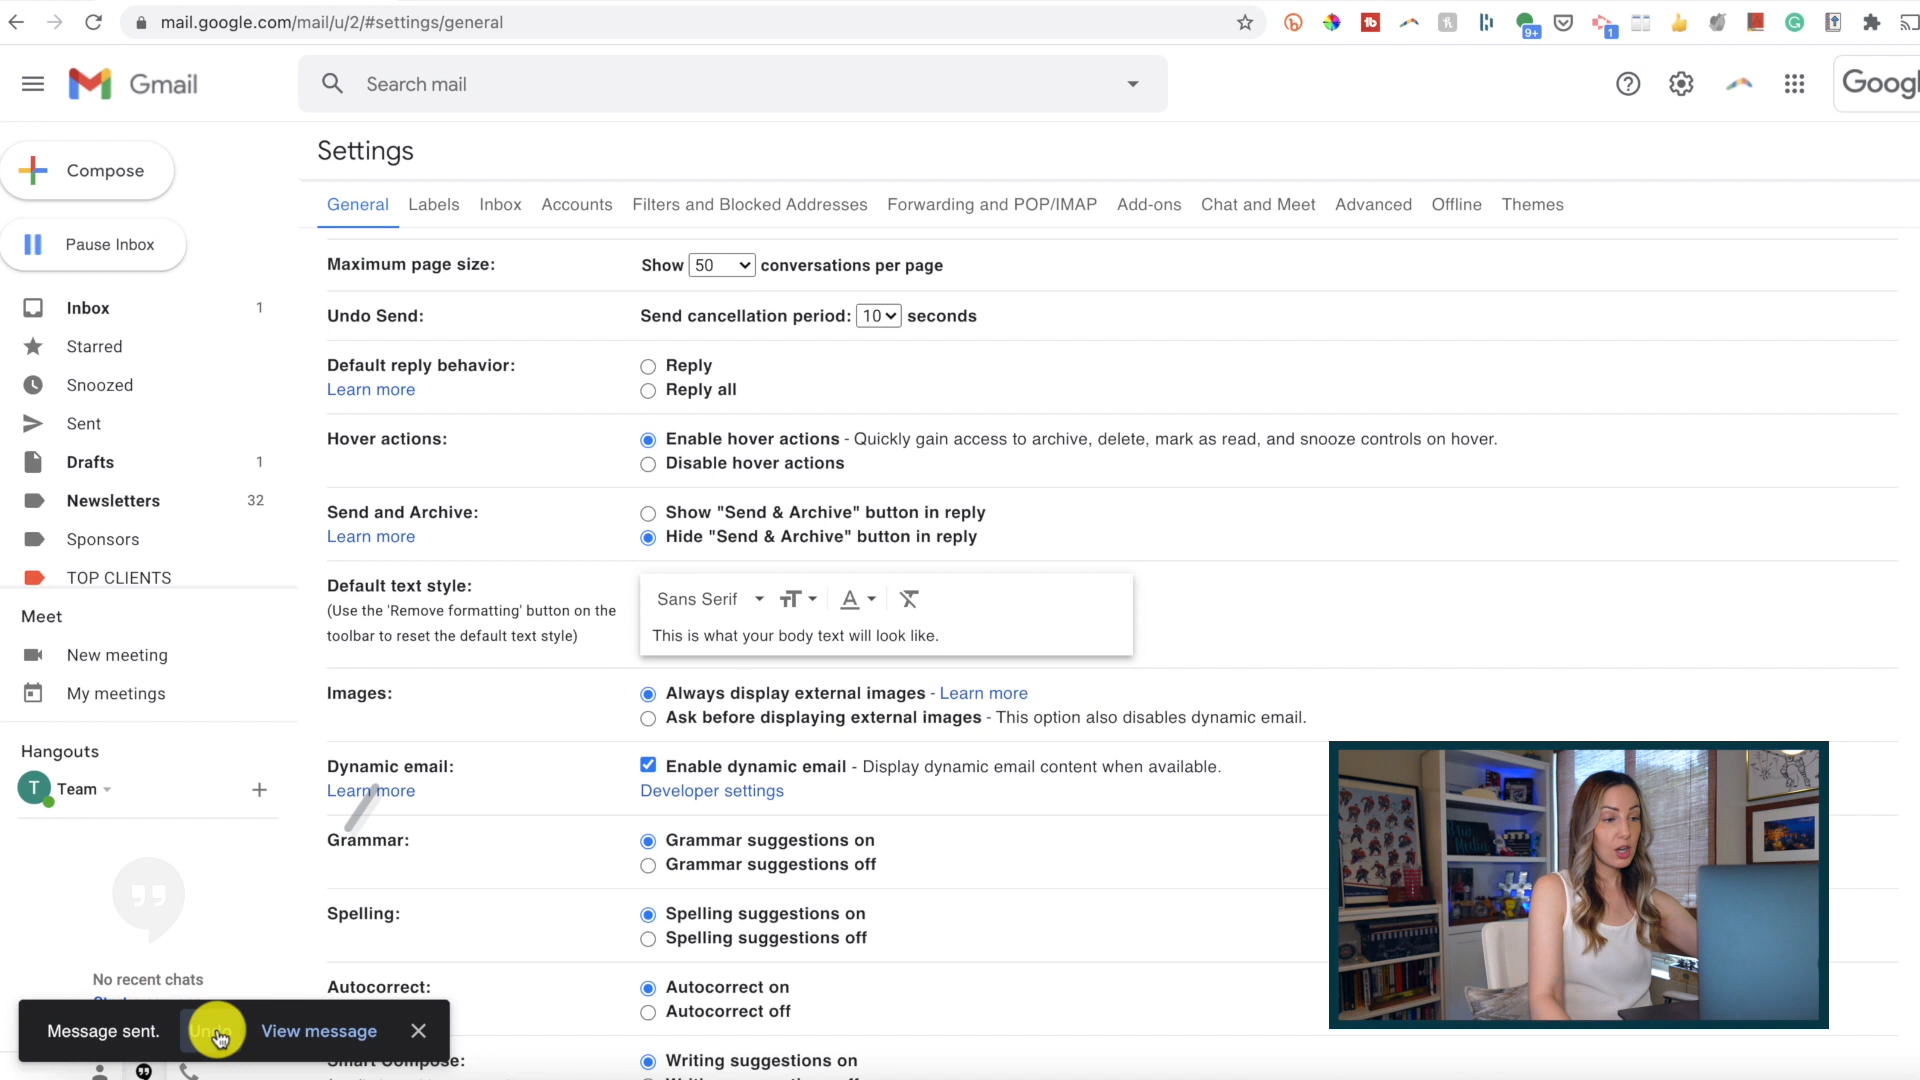 mail.google.com/mail/u/2/#settings/general
9+
1
Gmail
Search mail
Googl
Compose
Pause Inbox
Inbox 1
Starred
Snoozed
Sent
Drafts 1
Newsletters 32
Sponsors
TOP CLIENTS
Meet
New meeting
My meetings
Hangouts
T Team
No recent chats
Settings
General Labels Inbox Accounts Filters and Blocked Addresses Forwarding and POP/IMAP Add-ons Chat and Meet Advanced Offline Themes
Maximum page size: Show 50 conversations per page
Undo Send: Send cancellation period: 10 seconds
Default reply behavior:
Learn more
Reply
Reply all
Hover actions:
Enable hover actions - Quickly gain access to archive, delete, mark as read, and snooze controls on hover.
Disable hover actions
Send and Archive:
Learn more
Show "Send & Archive" button in reply
Hide "Send & Archive" button in reply
Default text style:
(Use the 'Remove formatting' button on the
toolbar to reset the default text style)
Sans Serif
This is what your body text will look like.
Images:
Always display external images - Learn more
Ask before displaying external images - This option also disables dynamic email.
Dynamic email:
Learn more
Enable dynamic email - Display dynamic email content when available.
Developer settings
Grammar:
Grammar suggestions on
Grammar suggestions off
Spelling:
Spelling suggestions on
Spelling suggestions off
Autocorrect:
Autocorrect on
Autocorrect off
Smart Compose:
Writing suggestions on
Message sent. Undo View message